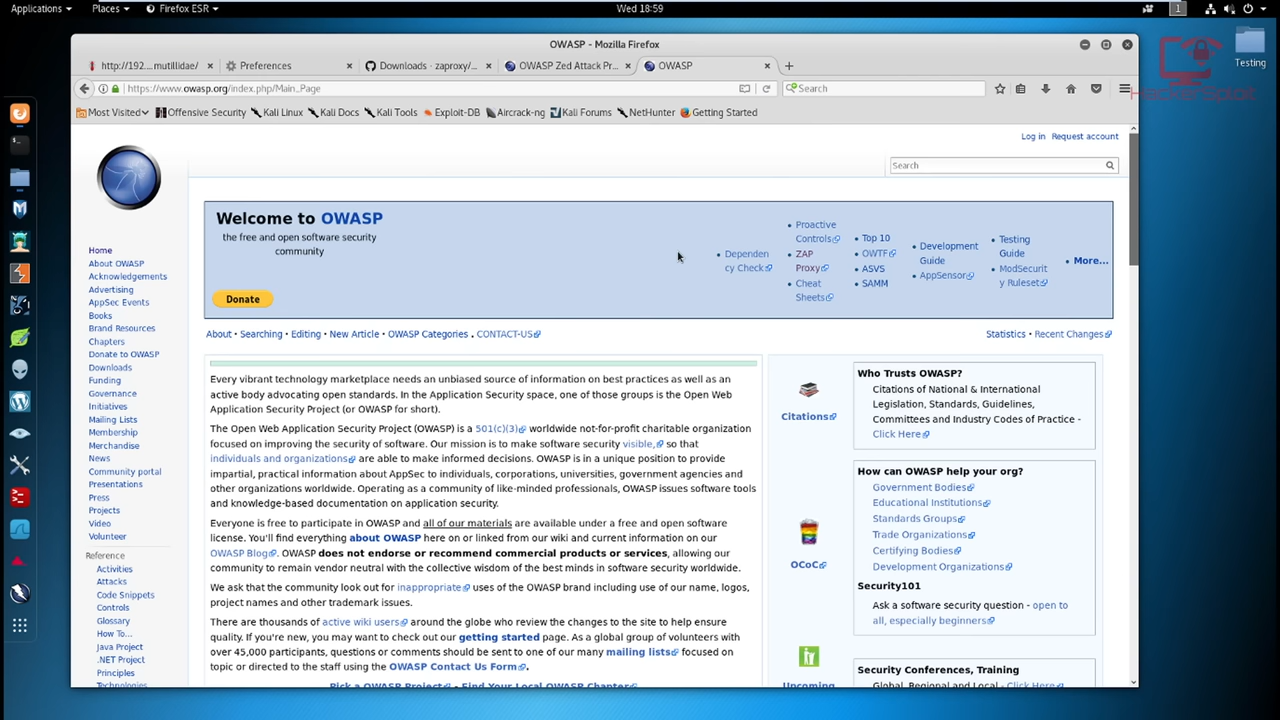 Applications
Places
Firefox ESR
Wed 18:59
1
OWASP - Mozilla Firefox
http://192....mutillidae/
Preferences
Downloads · zaproxy/...
OWASP Zed Attack Pr...
OWASP
https://www.owasp.org/index.php/Main_Page
Search
Most Visited
Offensive Security
Kali Linux
Kali Docs
Kali Tools
Exploit-DB
Aircrack-ng
Kali Forums
NetHunter
Getting Started
Testing
HackerSploit
Log in
Request account
Search
Welcome to OWASP
the free and open software security
community
Donate
Dependen
cy Check
Proactive
Controls
ZAP
Proxy
Cheat
Sheets
Top 10
OWTF
ASVS
SAMM
Development
Guide
AppSensor
Testing
Guide
ModSecurit
y Ruleset
More...
About • Searching • Editing • New Article • OWASP Categories . CONTACT-US
Statistics • Recent Changes
Home
About OWASP
Acknowledgements
Advertising
AppSec Events
Books
Brand Resources
Chapters
Donate to OWASP
Downloads
Funding
Governance
Initiatives
Mailing Lists
Membership
Merchandise
News
Community portal
Presentations
Press
Projects
Video
Volunteer
Reference
Activities
Attacks
Code Snippets
Controls
Glossary
How To...
Java Project
.NET Project
Principles
Technologies
Every vibrant technology marketplace needs an unbiased source of information on best practices as well as an
active body advocating open standards. In the Application Security space, one of those groups is the Open Web
Application Security Project (or OWASP for short).
The Open Web Application Security Project (OWASP) is a 501(c)(3) worldwide not-for-profit charitable organization
focused on improving the security of software. Our mission is to make software security visible, so that
individuals and organizations are able to make informed decisions. OWASP is in a unique position to provide
impartial, practical information about AppSec to individuals, corporations, universities, government agencies and
other organizations worldwide. Operating as a community of like-minded professionals, OWASP issues software tools
and knowledge-based documentation on application security.
Everyone is free to participate in OWASP and all of our materials are available under a free and open software
license. You'll find everything about OWASP here on or linked from our wiki and current information on our
OWASP Blog. OWASP does not endorse or recommend commercial products or services, allowing our
community to remain vendor neutral with the collective wisdom of the best minds in software security worldwide.
We ask that the community look out for inappropriate uses of the OWASP brand including use of our name, logos,
project names and other trademark issues.
There are thousands of active wiki users around the globe who review the changes to the site to help ensure
quality. If you're new, you may want to check out our getting started page. As a global group of volunteers with
over 45,000 participants, questions or comments should be sent to one of our many mailing lists focused on
topic or directed to the staff using the OWASP Contact Us Form.
Pick a OWASP Project - Find Your Local OWASP Chapter
Citations
OCoC
Upcoming
Who Trusts OWASP?
Citations of National & International
Legislation, Standards, Guidelines,
Committees and Industry Codes of Practice -
Click Here
How can OWASP help your org?
Government Bodies
Educational Institutions
Standards Groups
Trade Organizations
Certifying Bodies
Development Organizations
Security101
Ask a software security question - open to
all, especially beginners
Security Conferences, Training
Global, Regional and Local - Click Here